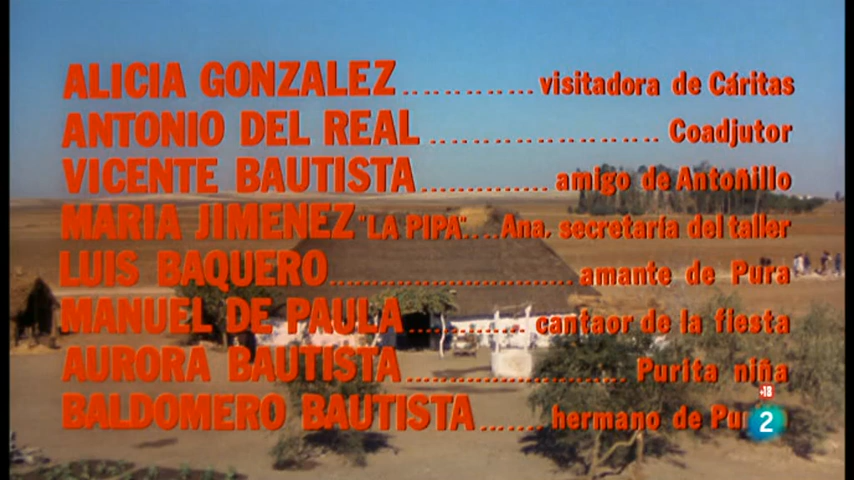 ALICIA GONZALEZ.............visitadora de Cáritas
ANTONIO DEL REAL......................Coadjutor
VICENTE BAUTISTA............amigo de Antoñillo
MARIA JIMENEZ "LA PIPA"....Ana, secretaría del taller
LUIS BAQUERO.........................amante de Pura
MANUEL DE PAULA............cantaor de la fiesta
AURORA BAUTISTA......................Purita niña
BALDOMERO BAUTISTA.......hermano de
+18
2